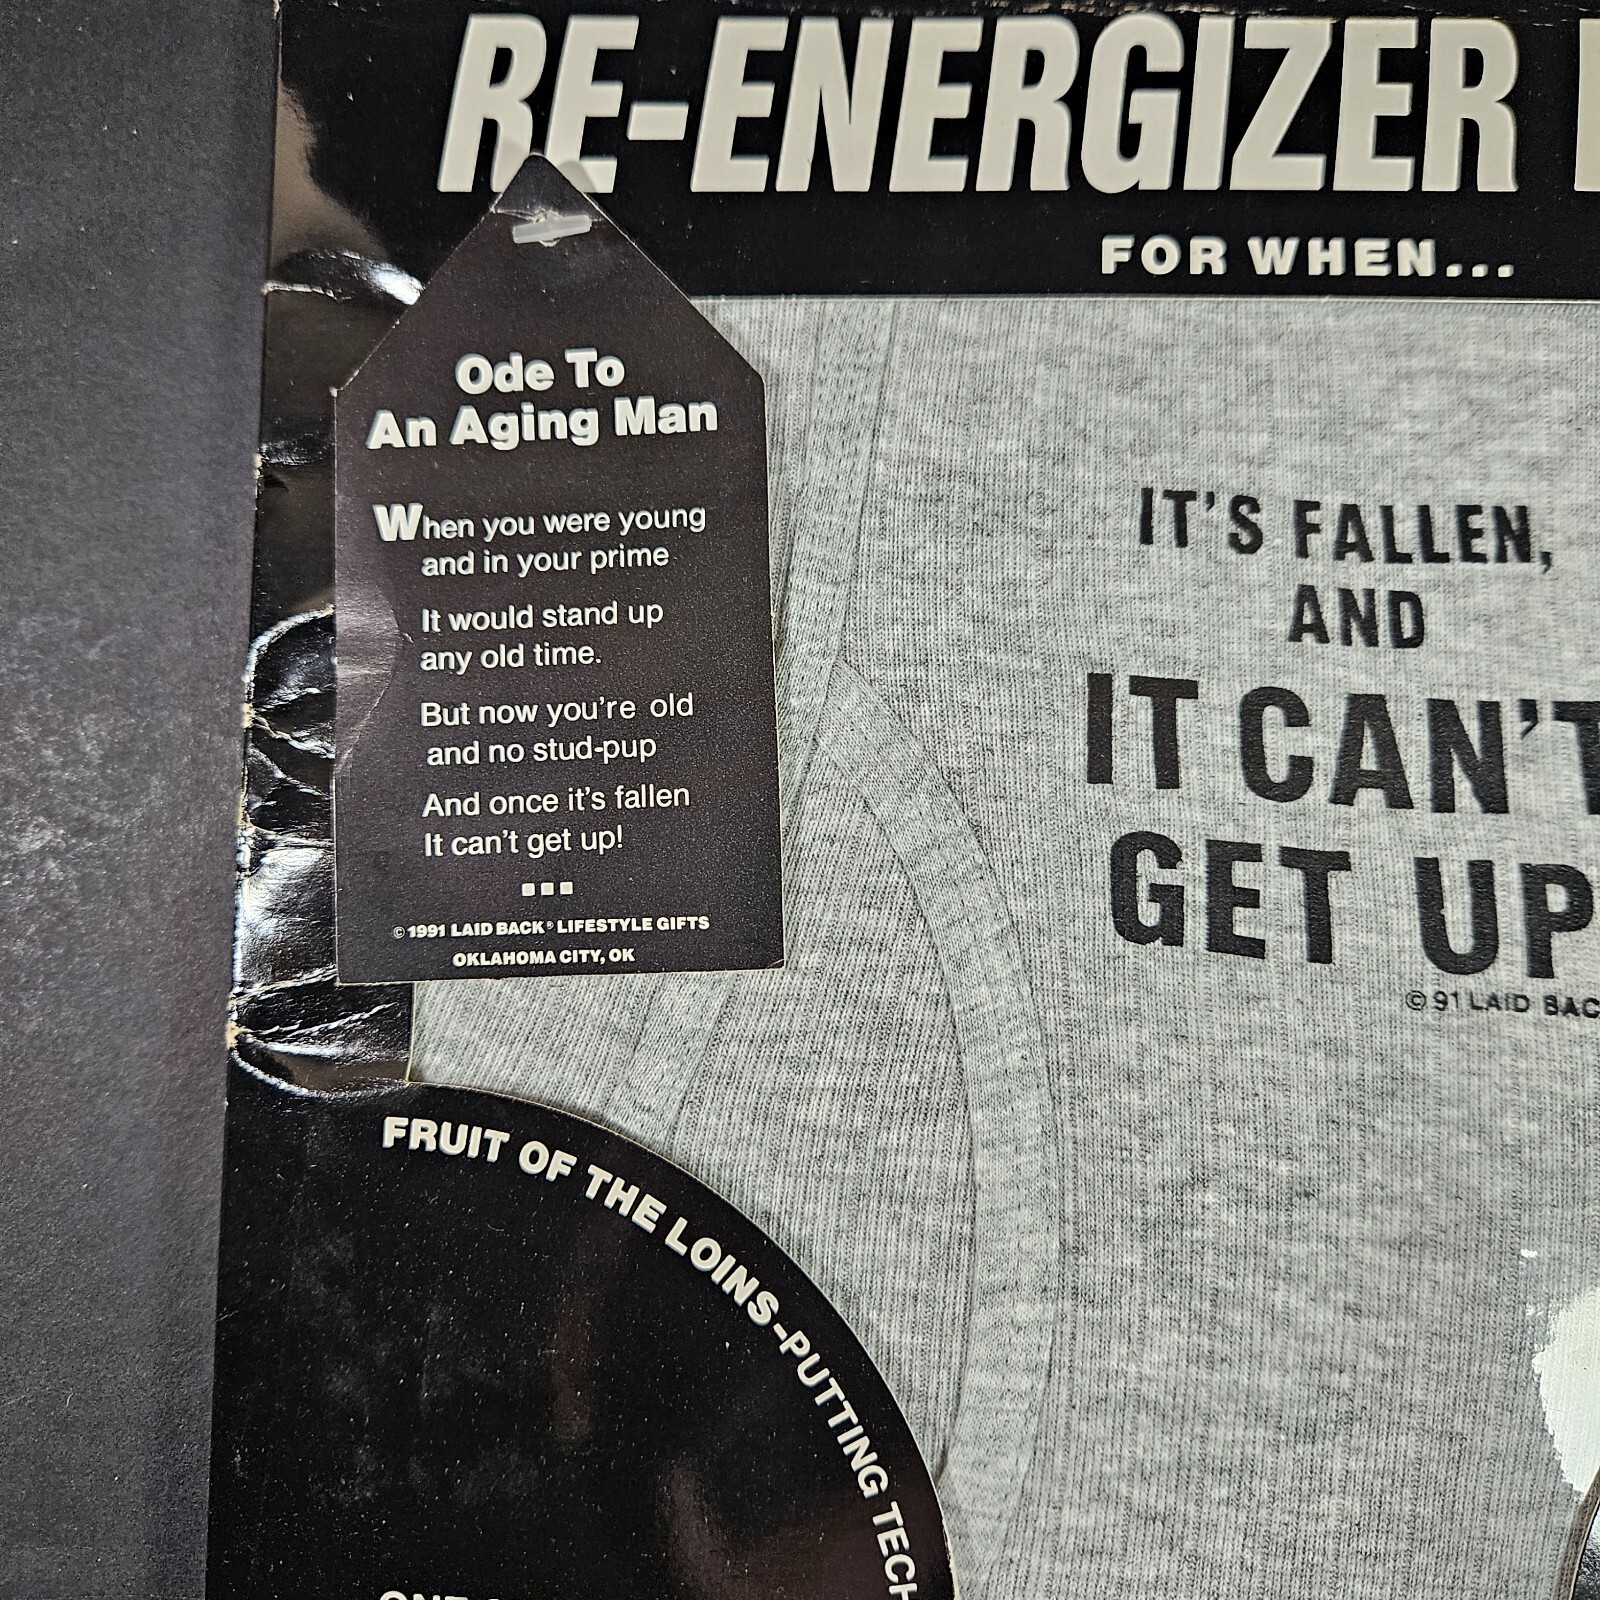 RE-ENERGIZER
FOR WHEN...
Ode To
An Aging Man
When you were young
and in your prime
It would stand up
any old time.
But now you're old
and no stud-pup
And once it's fallen
It can't get up!
© 1991 LAID BACK® LIFESTYLE GIFTS
OKLAHOMA CITY, OK
IT'S FALLEN,
AND
IT CAN'T
GET UP
© 91 LAID BAC
FRUIT OF THE LOINS-PUTTING TECH